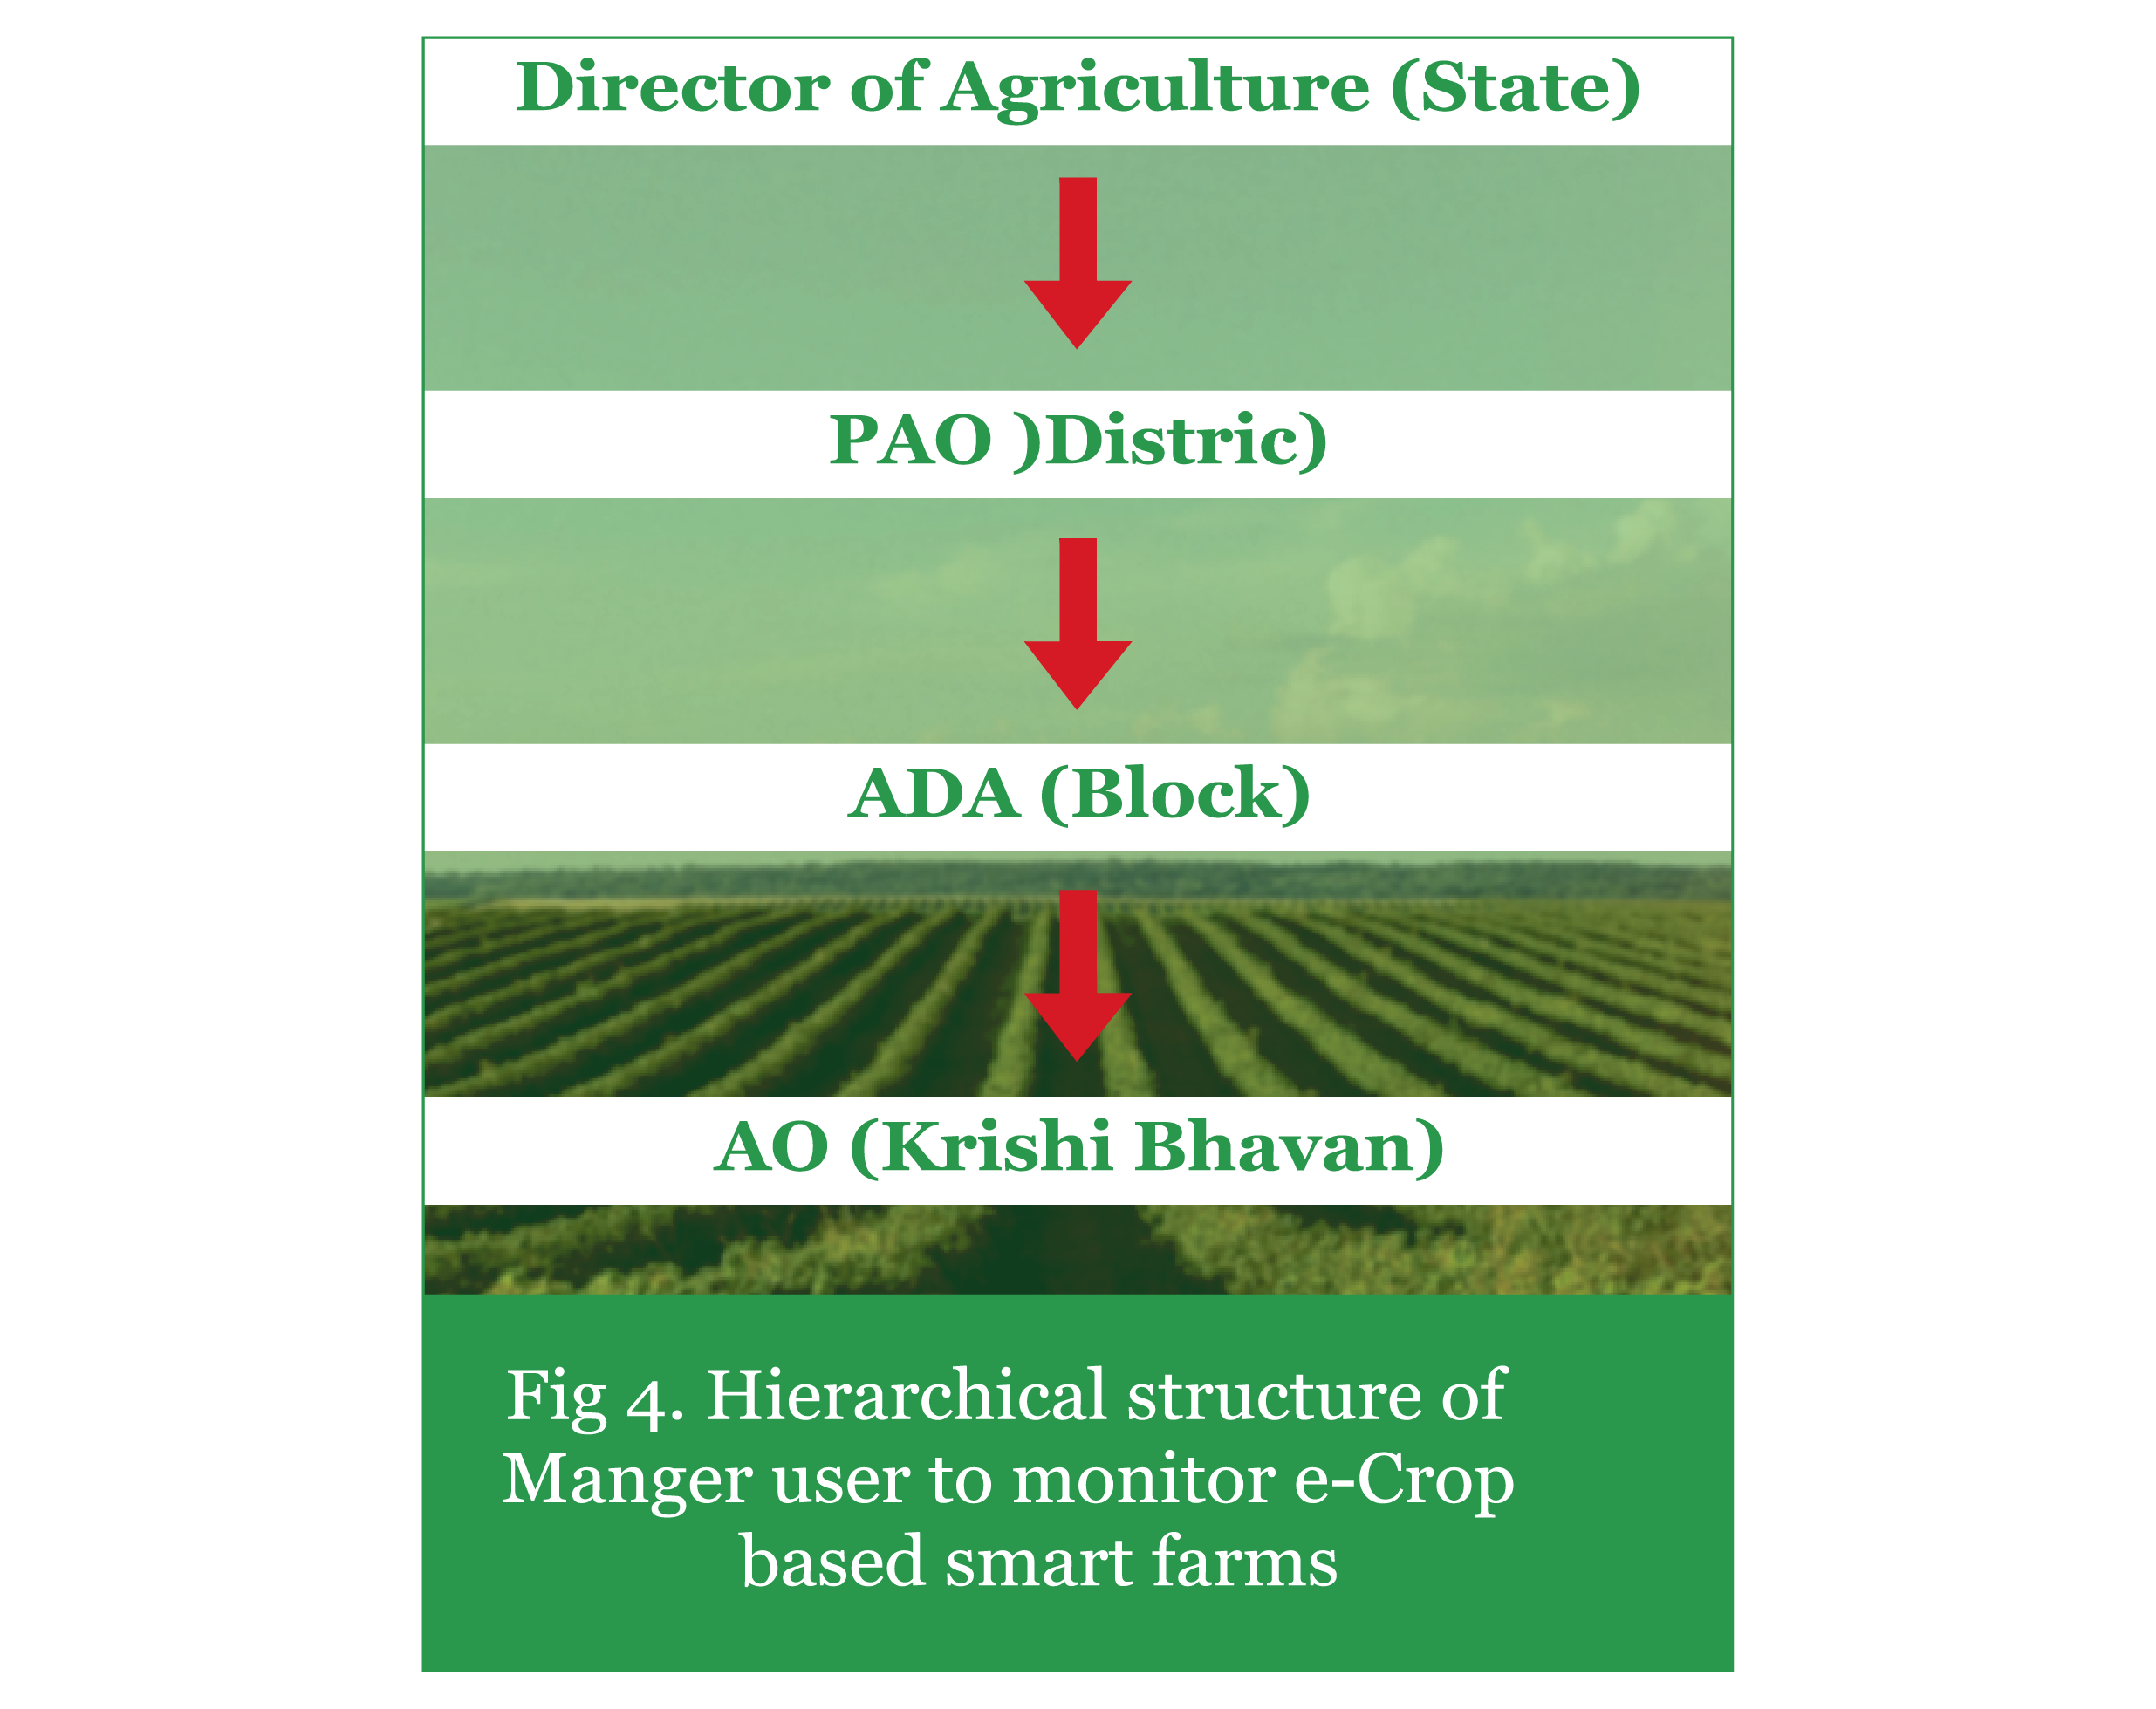 Director of Agriculture (State)
PAO )Distric)
ADA (Block)
AO (Krishi Bhavan)
Fig 4. Hierarchical structure of
Manger user to monitor e-Crop
based smart farms